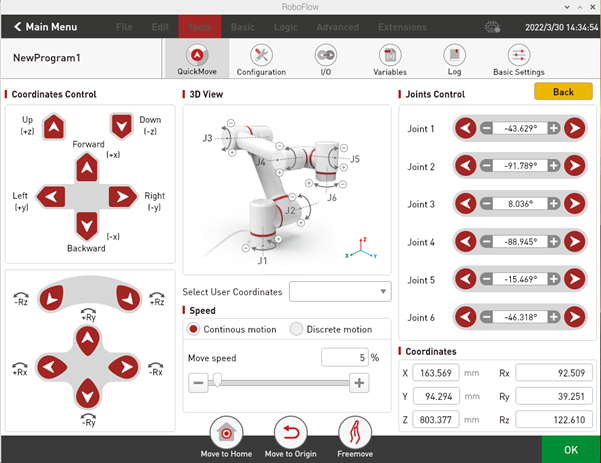 RoboFlow
< Main Menu File Edit Tools Basic Logic Advanced Extensions 2022/3/30 14:34:54
NewProgram1
QuickMove Configuration I/O Variables Log Basic Settings
Coordinates Control
Up
(+z)
Down
(-z)
Forward
(+x)
Left
(+y)
Right
(-y)
Backward
(-x)
-Rz
+Rz
+Ry
+Rx
-Rx
-Ry
3D View
J3
J4
J5
J6
J2
J1
Z
X
Y
Select User Coordinates
Speed
Continous motion Discrete motion
Move speed 5 %
Joints Control Back
Joint 1 -43.629°
Joint 2 -91.789°
Joint 3 8.036°
Joint 4 -88.945°
Joint 5 -15.469°
Joint 6 -46.318°
Coordinates
X 163.569 mm Rx 92.509
Y 94.294 mm Ry 39.251
Z 803.377 mm Rz 122.610
Move to Home Move to Origin Freemove
OK